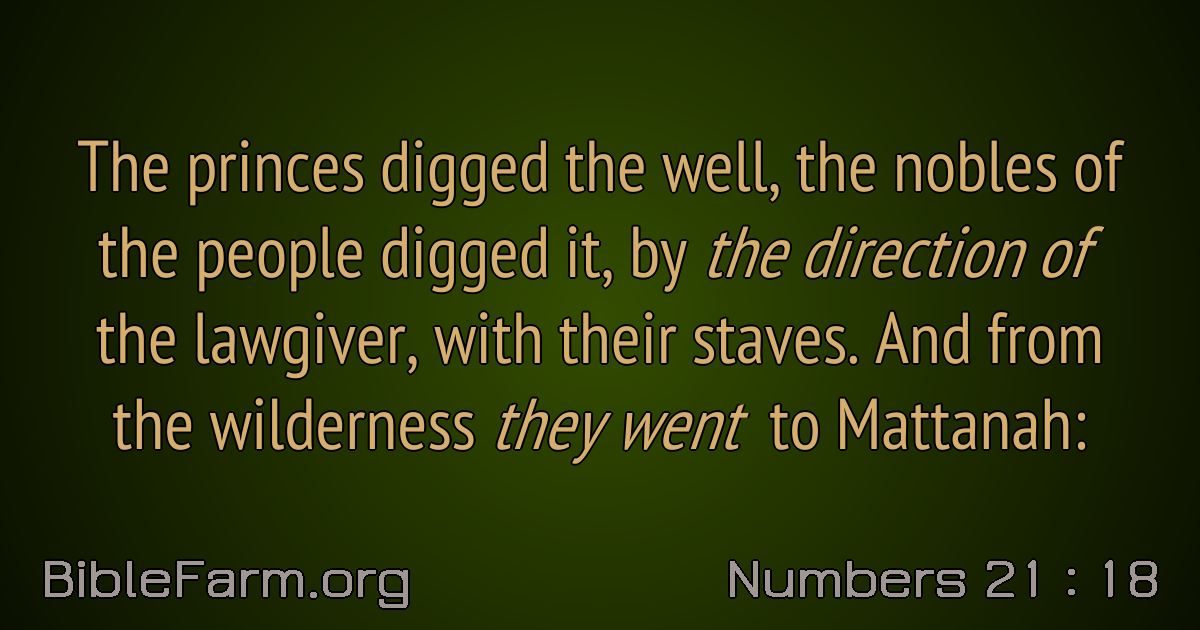 The princes digged the well, the nobles of
the people digged it, by the direction of
the lawgiver, with their staves. And from
the wilderness they went to Mattanah:
BibleFarm.org
Numbers 21 : 18